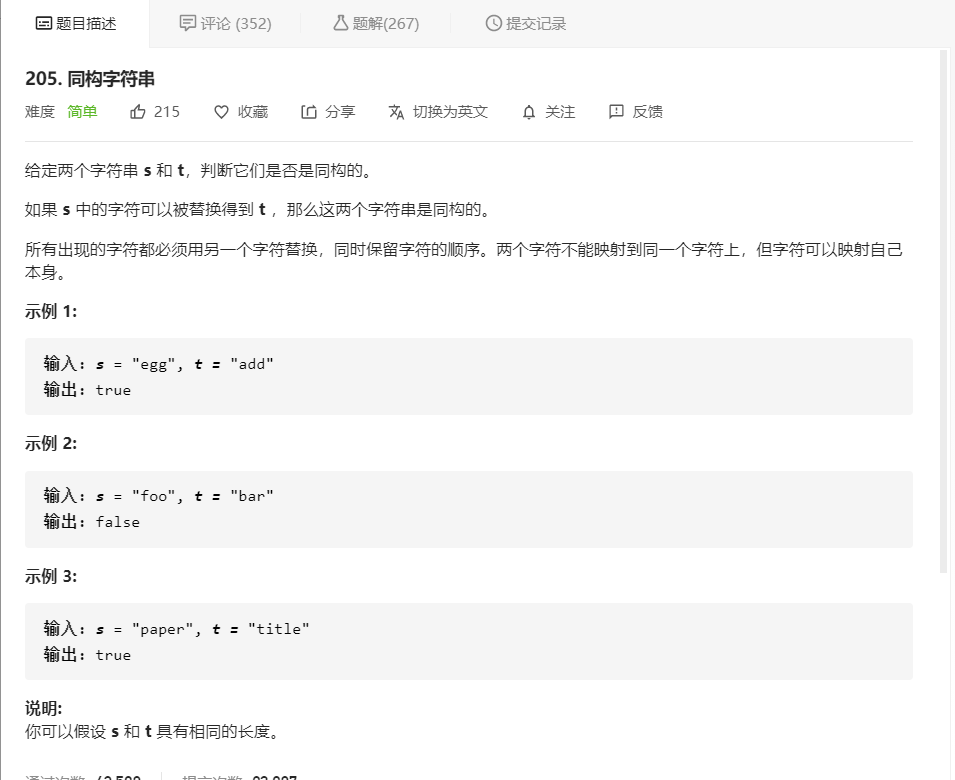 题目描述 评论 (352) 题解(267) 提交记录
205. 同构字符串
难度 简单 215 收藏 分享 切换为英文 关注 反馈
给定两个字符串 s 和 t，判断它们是否是同构的。
如果 s 中的字符可以被替换得到 t ，那么这两个字符串是同构的。
所有出现的字符都必须用另一个字符替换，同时保留字符的顺序。两个字符不能映射到同一个字符上，但字符可以映射自己
本身。
示例 1:
输入: s = "egg", t = "add"
输出: true
示例 2:
输入: s = "foo", t = "bar"
输出: false
示例 3:
输入: s = "paper", t = "title"
输出: true
说明:
你可以假设 s 和 t 具有相同的长度。